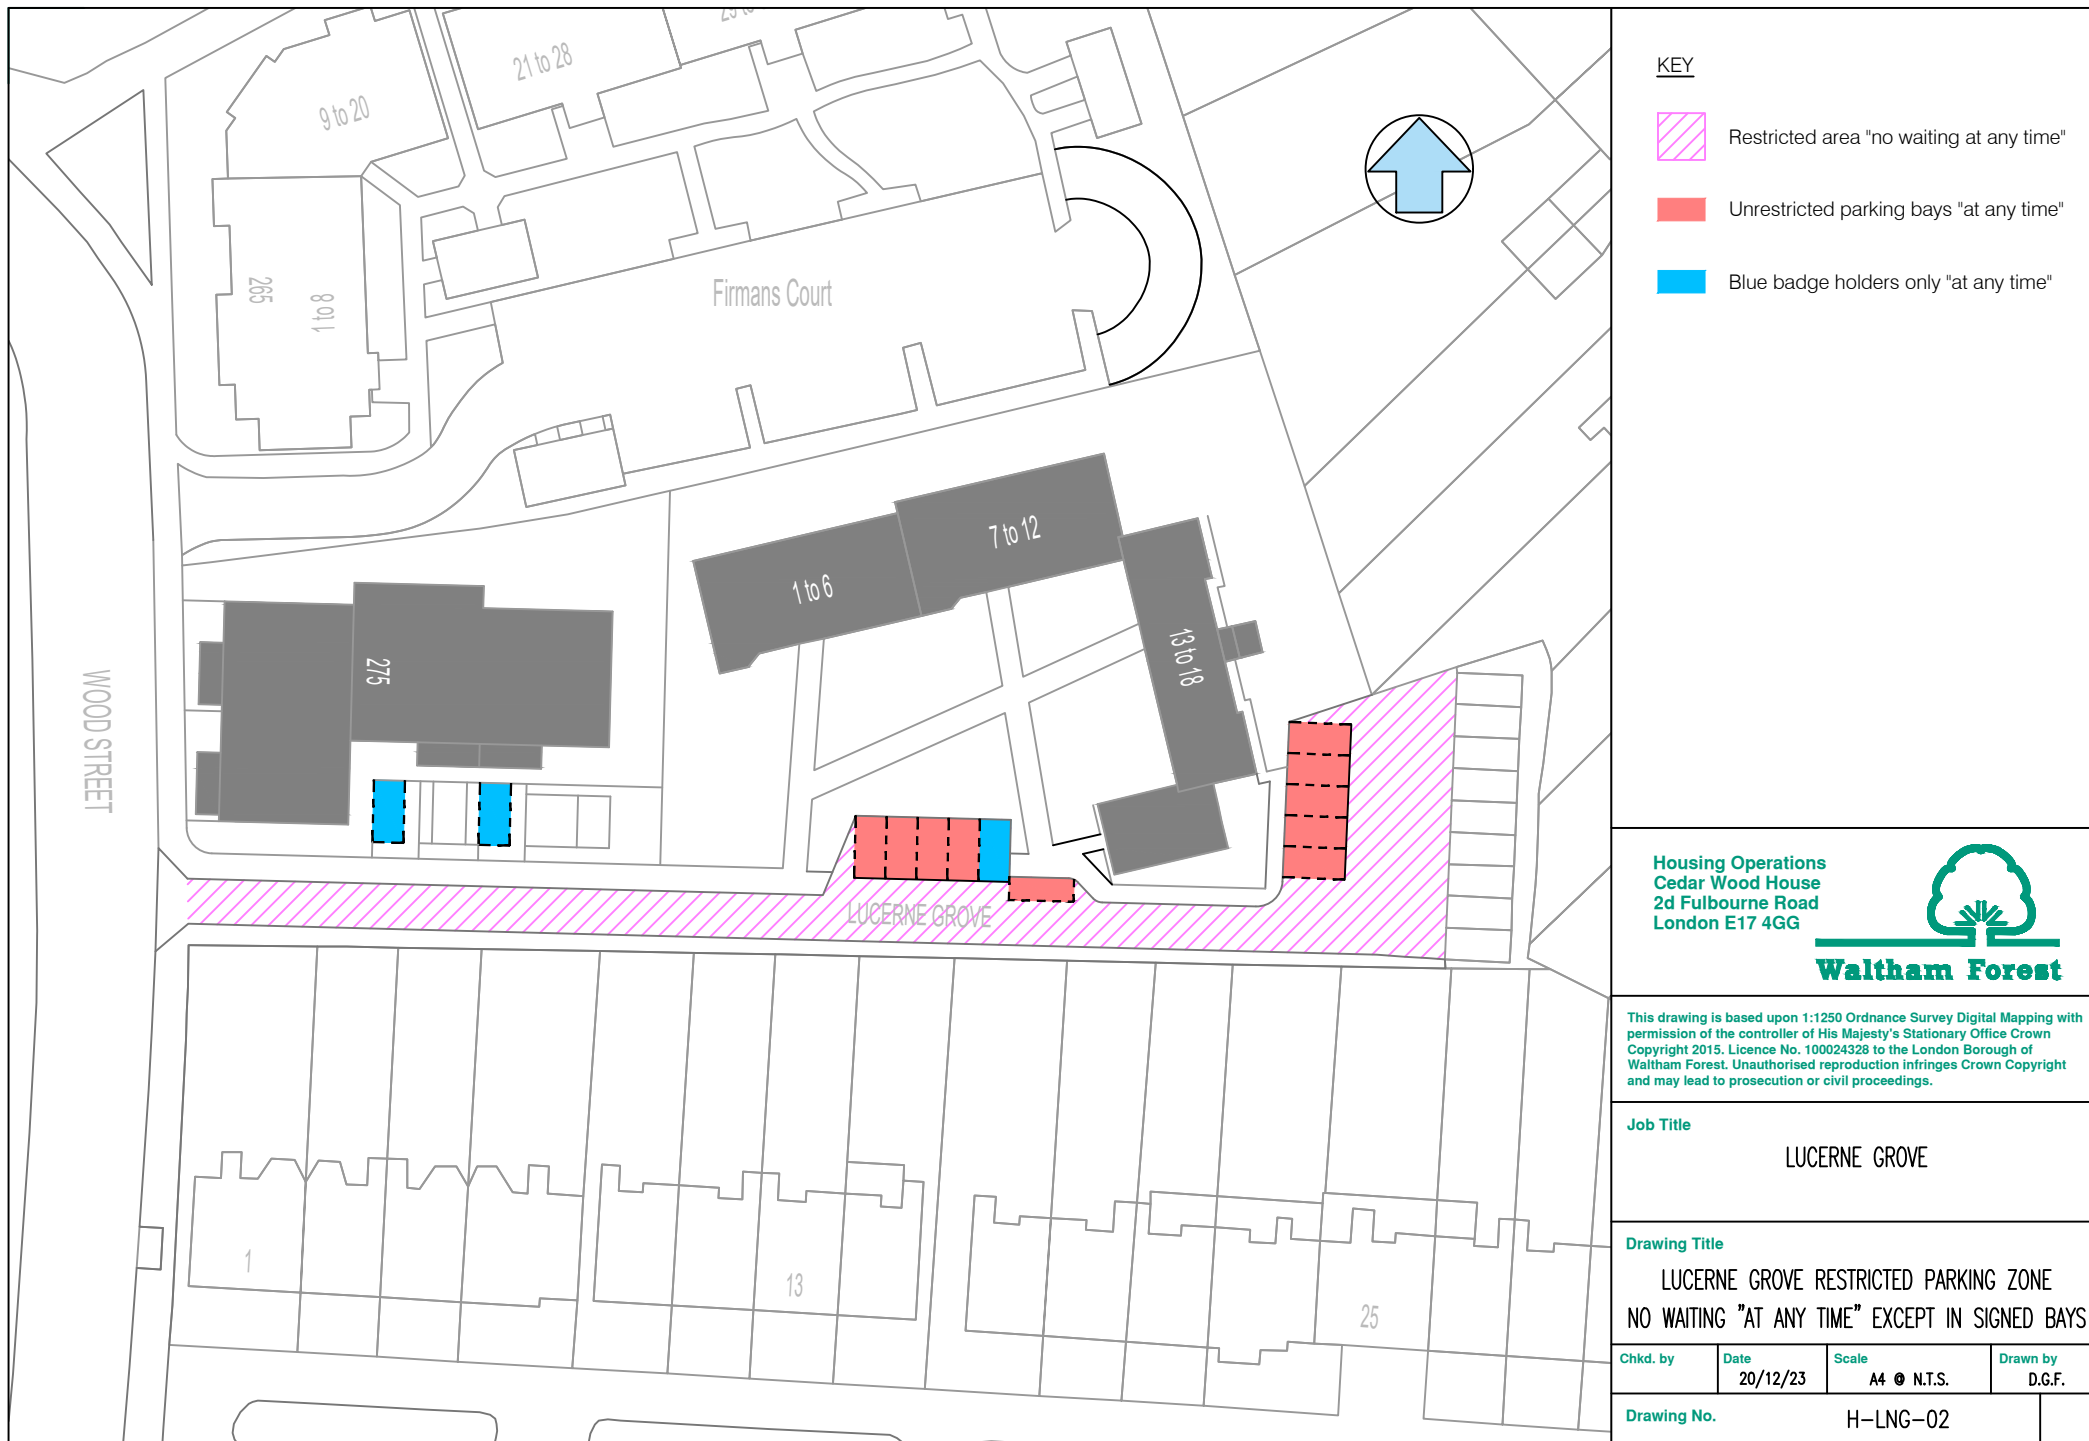 21 to 28
9 to 20
265
1 to 8
Firmans Court
7 to 12
1 to 6
13 to 18
275
WOOD STREET
LUCERNE GROVE
1
13
25
KEY
Restricted area "no waiting at any time"
Unrestricted parking bays "at any time"
Blue badge holders only "at any time"
Housing Operations
Cedar Wood House
2d Fulbourne Road
London E17 4GG
Waltham Forest
This drawing is based upon 1:1250 Ordnance Survey Digital Mapping with
permission of the controller of His Majesty's Stationary Office Crown
Copyright 2015. Licence No. 100024328 to the London Borough of
Waltham Forest. Unauthorised reproduction infringes Crown Copyright
and may lead to prosecution or civil proceedings.
Job Title
LUCERNE GROVE
Drawing Title
LUCERNE GROVE RESTRICTED PARKING ZONE
NO WAITING "AT ANY TIME" EXCEPT IN SIGNED BAYS
Chkd. by
Date
20/12/23
Scale
A4 @ N.T.S.
Drawn by
D.G.F.
Drawing No.
H-LNG-02